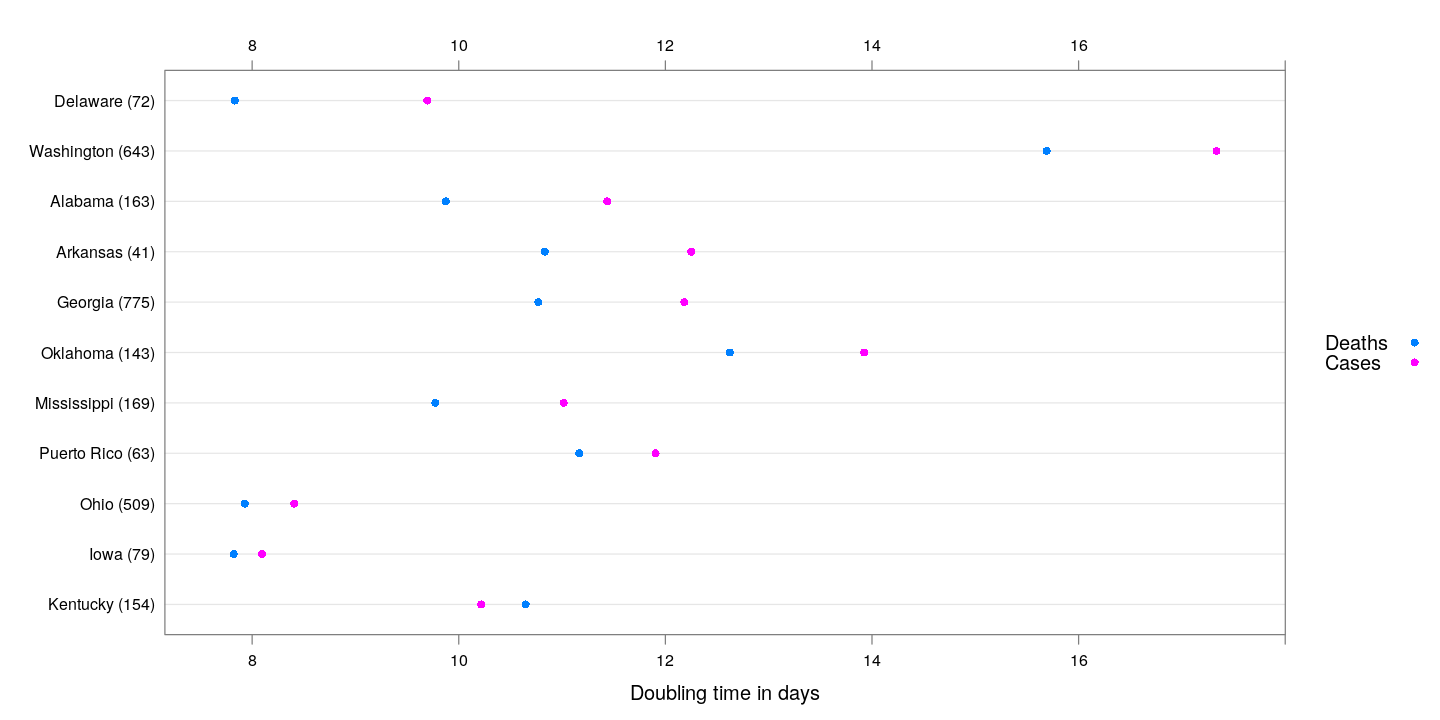 8 10 12 14 16
Delaware (72)
Washington (643)
Alabama (163)
Arkansas (41)
Georgia (775)
Oklahoma (143)
Mississippi (169)
Puerto Rico (63)
Ohio (509)
Iowa (79)
Kentucky (154)
8 10 12 14 16
Doubling time in days
Deaths
Cases